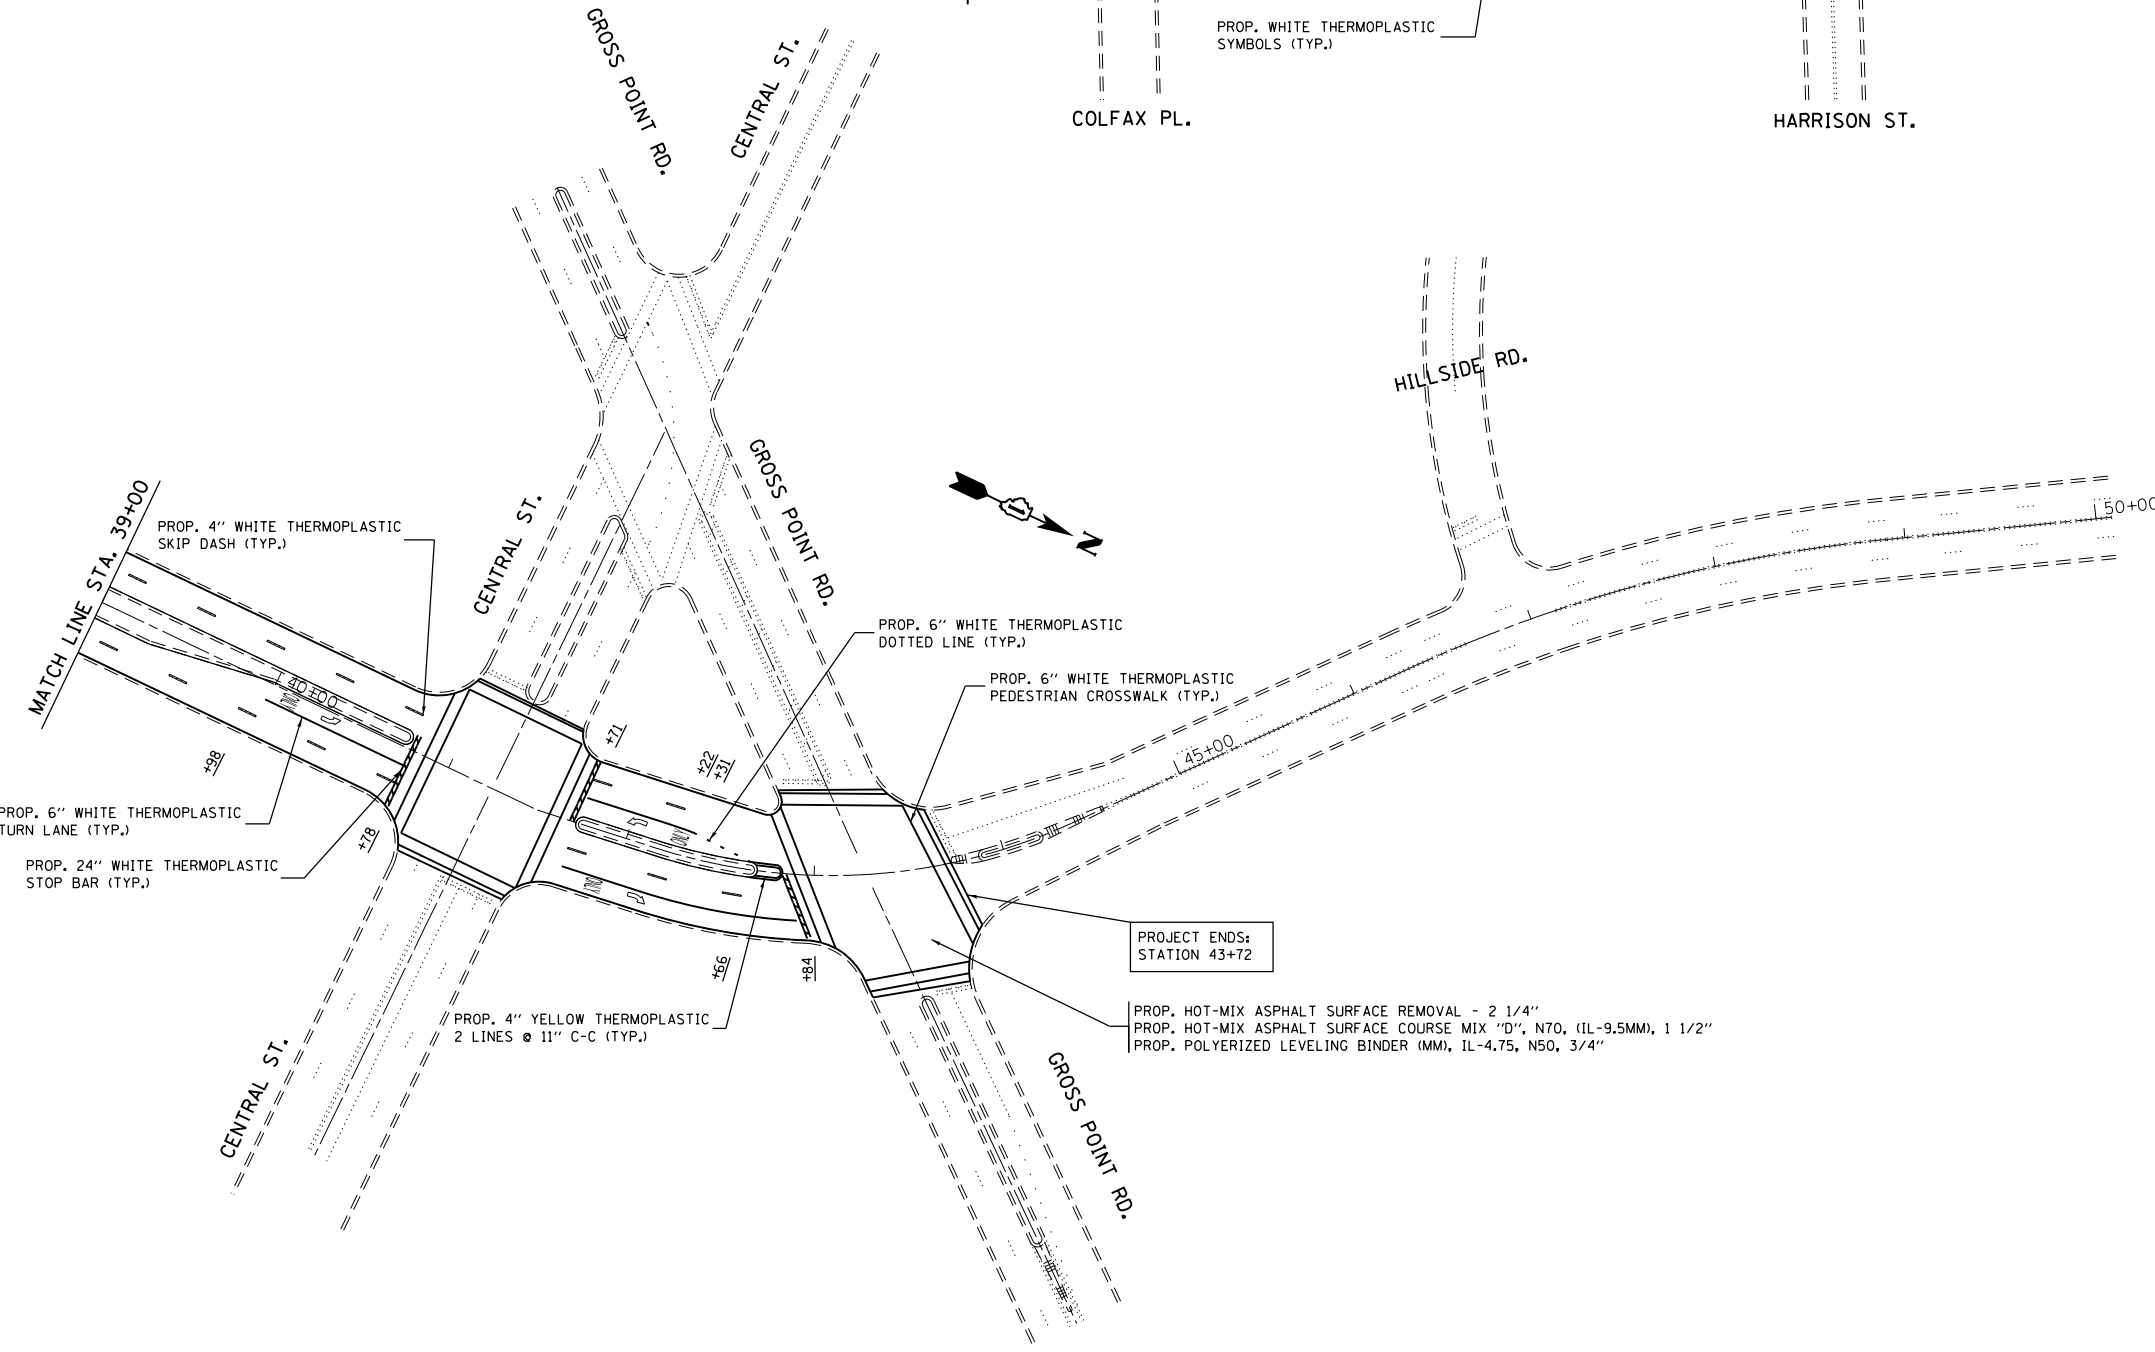 PROP. WHITE THERMOPLASTIC
SYMBOLS (TYP.)
COLFAX PL.
HARRISON ST.
GROSS POINT RD.
CENTRAL ST.
HILLSIDE RD.
MATCH LINE STA. 39+00
PROP. 4" WHITE THERMOPLASTIC
SKIP DASH (TYP.)
CENTRAL ST.
GROSS POINT RD.
N
50+00
PROP. 6" WHITE THERMOPLASTIC
DOTTED LINE (TYP.)
PROP. 6" WHITE THERMOPLASTIC
PEDESTRIAN CROSSWALK (TYP.)
40+00
45+00
+98
+71
+22
+31
PROP. 6" WHITE THERMOPLASTIC
TURN LANE (TYP.)
+78
PROP. 24" WHITE THERMOPLASTIC
STOP BAR (TYP.)
+66
+84
PROJECT ENDS:
STATION 43+72
PROP. 4" YELLOW THERMOPLASTIC
2 LINES @ 11" C-C (TYP.)
PROP. HOT-MIX ASPHALT SURFACE REMOVAL - 2 1/4"
PROP. HOT-MIX ASPHALT SURFACE COURSE MIX "D", N70, (IL-9.5MM), 1 1/2"
PROP. POLYERIZED LEVELING BINDER (MM), IL-4.75, N50, 3/4"
CENTRAL ST.
GROSS POINT RD.